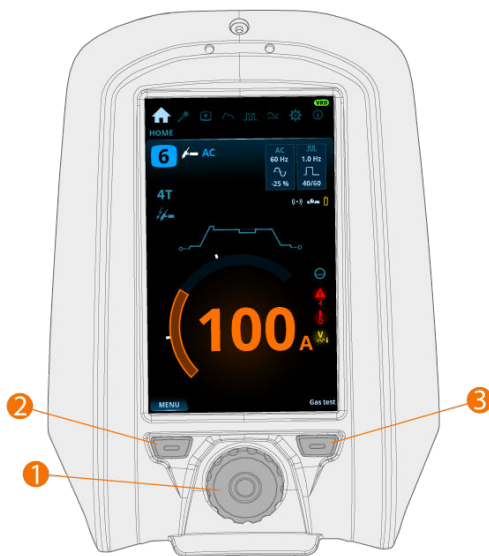 VRD
HOME
6 AC
AC
60 Hz
-25 %
1.0 Hz
40/60
4T
100 A
V
MENU
Gas test
2
3
1